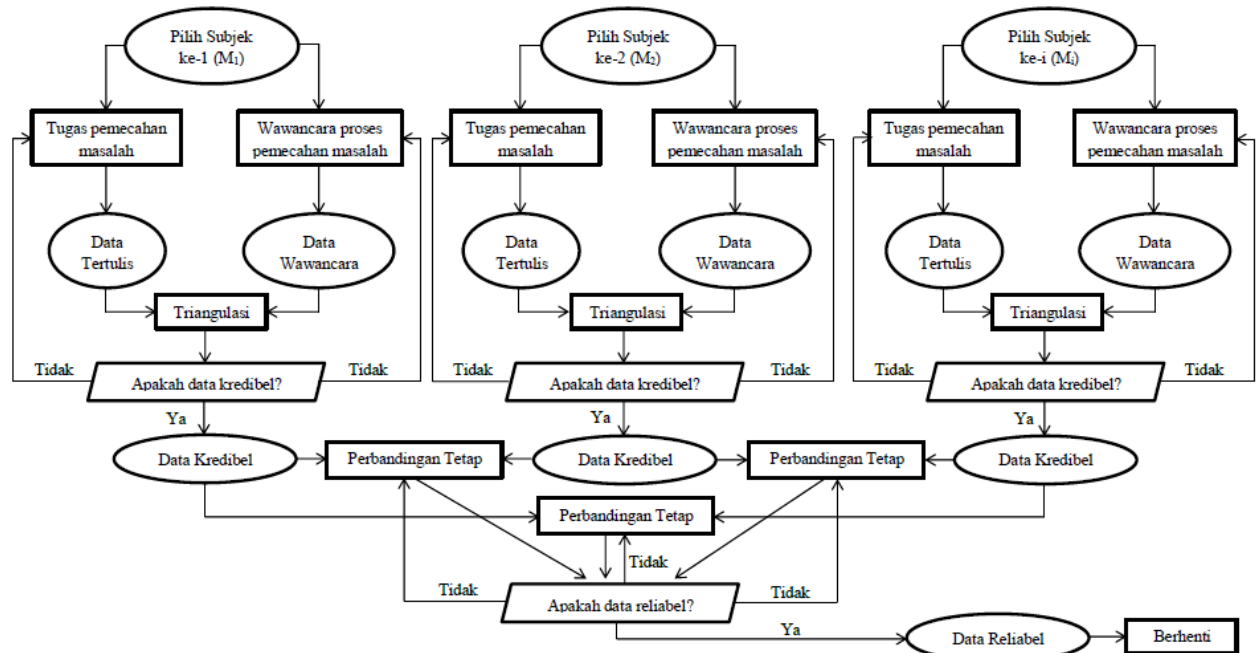 Pilih Subjek
ke-1 (M₁)
Pilih Subjek
ke-2 (M₂)
Pilih Subjek
ke-i (Mᵢ)
Tugas pemecahan
masalah
Wawancara proses
pemecahan masalah
Tugas pemecahan
masalah
Wawancara proses
pemecahan masalah
Tugas pemecahan
masalah
Wawancara proses
pemecahan masalah
Data
Tertulis
Data
Wawancara
Data
Tertulis
Data
Wawancara
Data
Tertulis
Data
Wawancara
Triangulasi
Triangulasi
Triangulasi
Tidak
Apakah data kredibel?
Tidak
Tidak
Apakah data kredibel?
Tidak
Tidak
Apakah data kredibel?
Tidak
Ya
Ya
Ya
Data Kredibel
Perbandingan Tetap
Data Kredibel
Perbandingan Tetap
Data Kredibel
Perbandingan Tetap
Tidak
Tidak
Apakah data reliabel?
Tidak
Ya
Data Reliabel
Berhenti